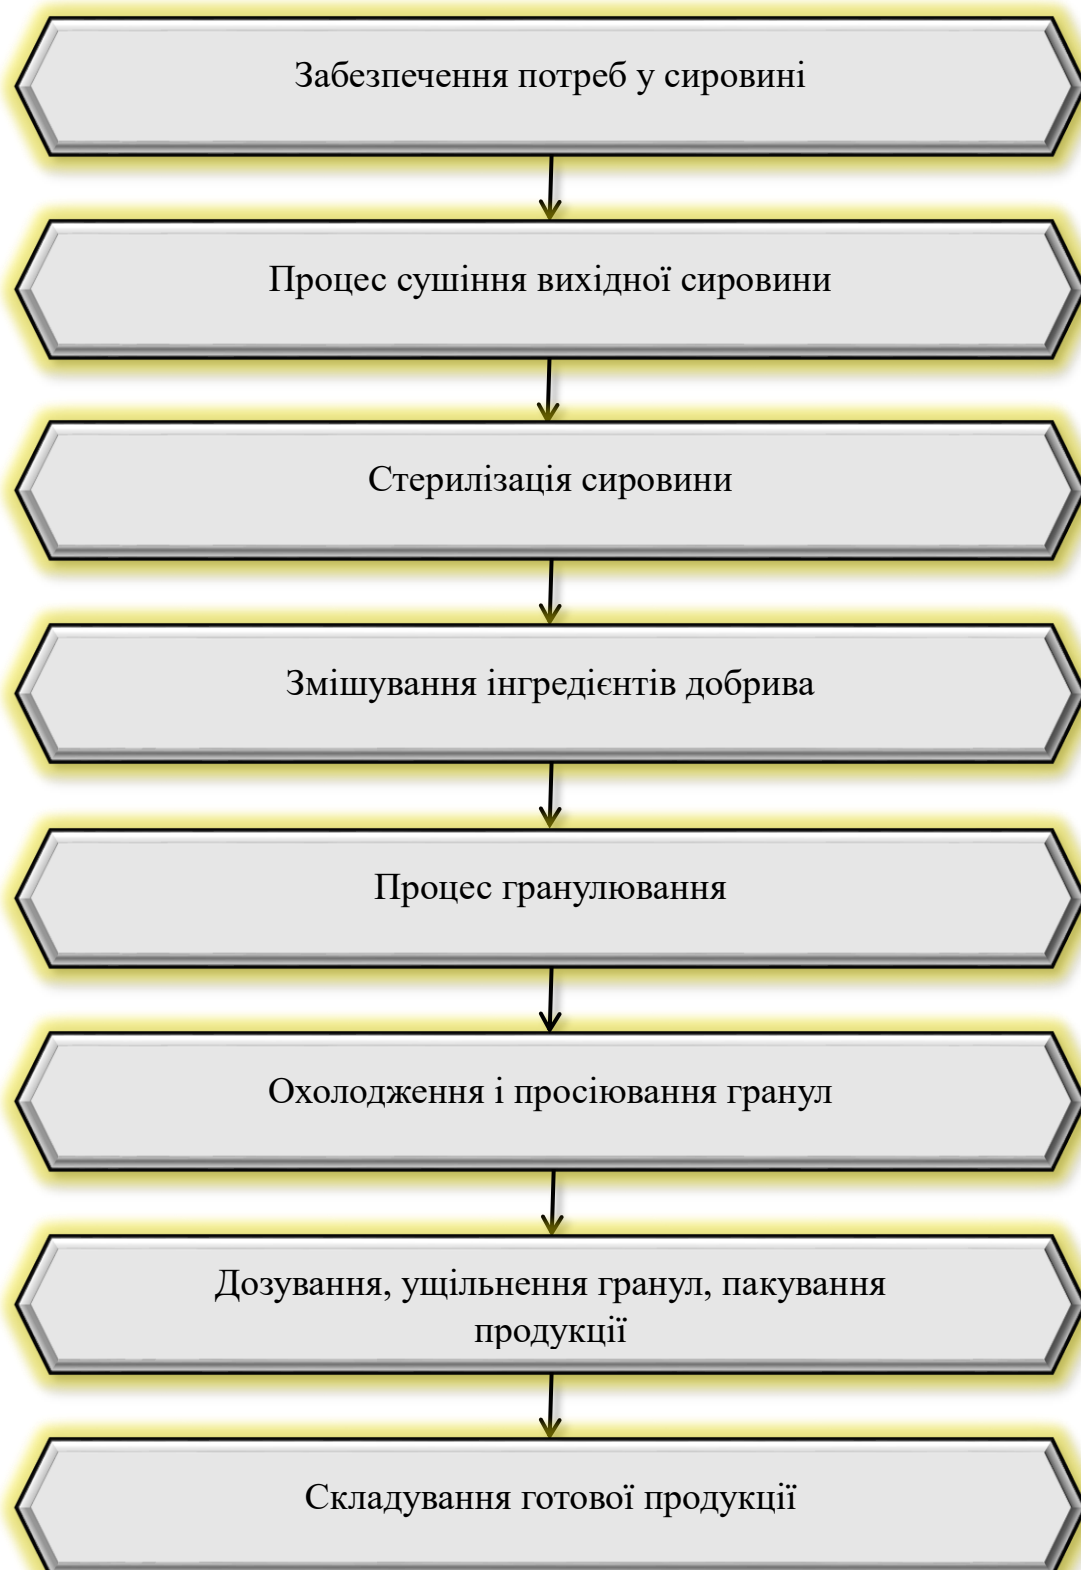 Забезпечення потреб у сировині
Процес сушіння вихідної сировини
Стерилізація сировини
Змішування інгредієнтів добрива
Процес гранулювання
Охолодження і просіювання гранул
Дозування, ущільнення гранул, пакування
продукції
Складування готової продукції